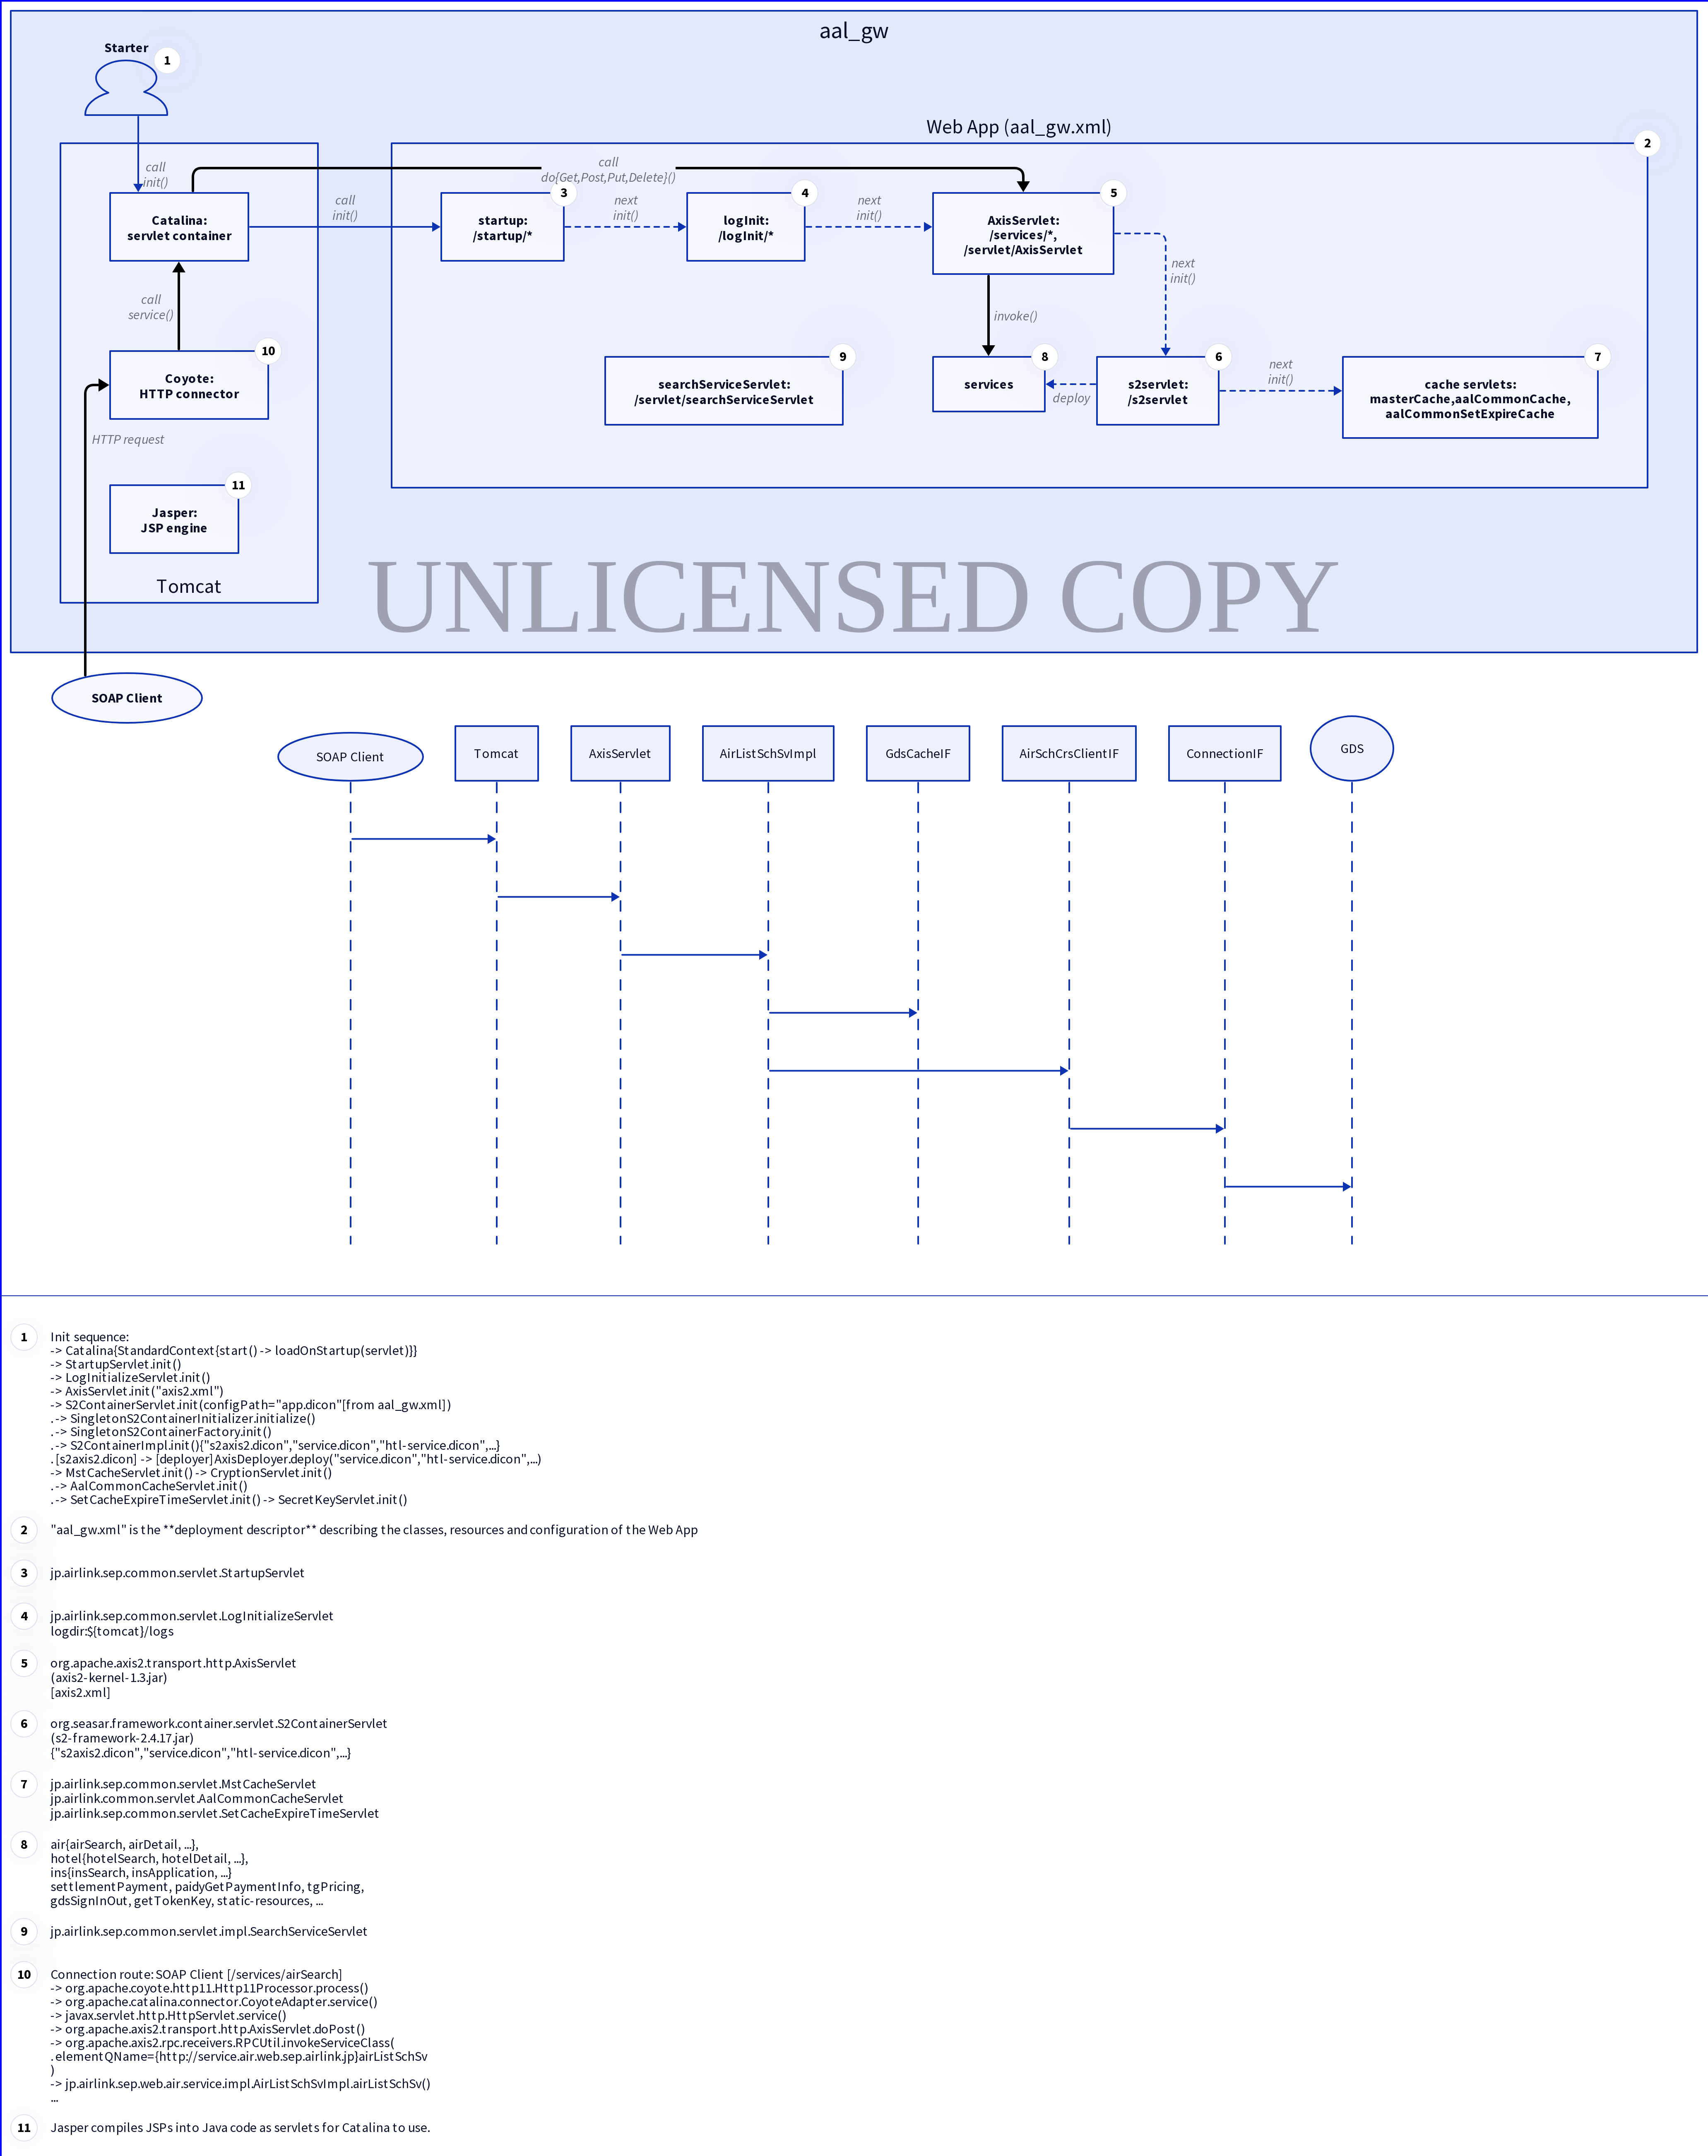 aal_gw
Starter
1
Web App (aal_gw.xml)
2
call
init()
call
do{Get,Post,Put,Delete}()
Catalina:
servlet container
call
init()
3
startup:
/startup/*
next
init()
4
logInit:
/logInit/*
next
init()
5
AxisServlet:
/services/*,
/servlet/AxisServlet
next
init()
call
service()
invoke()
10
Coyote:
HTTP connector
HTTP request
9
searchServiceServlet:
/servlet/searchServiceServlet
8
services
deploy
6
s2servlet:
/s2servlet
next
init()
7
cache servlets:
masterCache,aalCommonCache,
aalCommonSetExpireCache
11
Jasper:
JSP engine
Tomcat
UNLICENSED COPY
SOAP Client
SOAP Client
Tomcat
AxisServlet
AirListSchSvImpl
GdsCacheIF
AirSchCrsClientIF
ConnectionIF
GDS
1
Init sequence:
-> Catalina{StandardContext{start() -> loadOnStartup(servlet)}}
-> StartupServlet.init()
-> LogInitializeServlet.init()
-> AxisServlet.init("axis2.xml")
-> S2ContainerServlet.init(configPath="app.dicon"[from aal_gw.xml])
. -> SingletonS2ContainerInitializer.initialize()
. -> SingletonS2ContainerFactory.init()
. -> S2ContainerImpl.init(){"s2axis2.dicon","service.dicon","htl-service.dicon",...}
. [s2axis2.dicon] -> [deployer]AxisDeployer.deploy("service.dicon","htl-service.dicon",...)
-> MstCacheServlet.init() -> CryptionServlet.init()
. -> AalCommonCacheServlet.init()
. -> SetCacheExpireTimeServlet.init() -> SecretKeyServlet.init()
2
"aal_gw.xml" is the **deployment descriptor** describing the classes, resources and configuration of the Web App
3
jp.airlink.sep.common.servlet.StartupServlet
4
jp.airlink.sep.common.servlet.LogInitializeServlet
logdir:${tomcat}/logs
5
org.apache.axis2.transport.http.AxisServlet
(axis2-kernel-1.3.jar)
[axis2.xml]
6
org.seasar.framework.container.servlet.S2ContainerServlet
(s2-framework-2.4.17.jar)
{"s2axis2.dicon","service.dicon","htl-service.dicon",...}
7
jp.airlink.sep.common.servlet.MstCacheServlet
jp.airlink.common.servlet.AalCommonCacheServlet
jp.airlink.sep.common.servlet.SetCacheExpireTimeServlet
8
air{airSearch, airDetail, ...},
hotel{hotelSearch, hotelDetail, ...},
ins{insSearch, insApplication, ...}
settlementPayment, paidyGetPaymentInfo, tgPricing,
gdsSignInOut, getTokenKey, static-resources, ...
9
jp.airlink.sep.common.servlet.impl.SearchServiceServlet
10
Connection route: SOAP Client [/services/airSearch]
-> org.apache.coyote.http11.Http11Processor.process()
-> org.apache.catalina.connector.CoyoteAdapter.service()
-> javax.servlet.http.HttpServlet.service()
-> org.apache.axis2.transport.http.AxisServlet.doPost()
-> org.apache.axis2.rpc.receivers.RPCUtil.invokeServiceClass(
. elementQName={http://service.air.web.sep.airlink.jp}airListSchSv
)
-> jp.airlink.sep.web.air.service.impl.AirListSchSvImpl.airListSchSv()
...
11
Jasper compiles JSPs into Java code as servlets for Catalina to use.